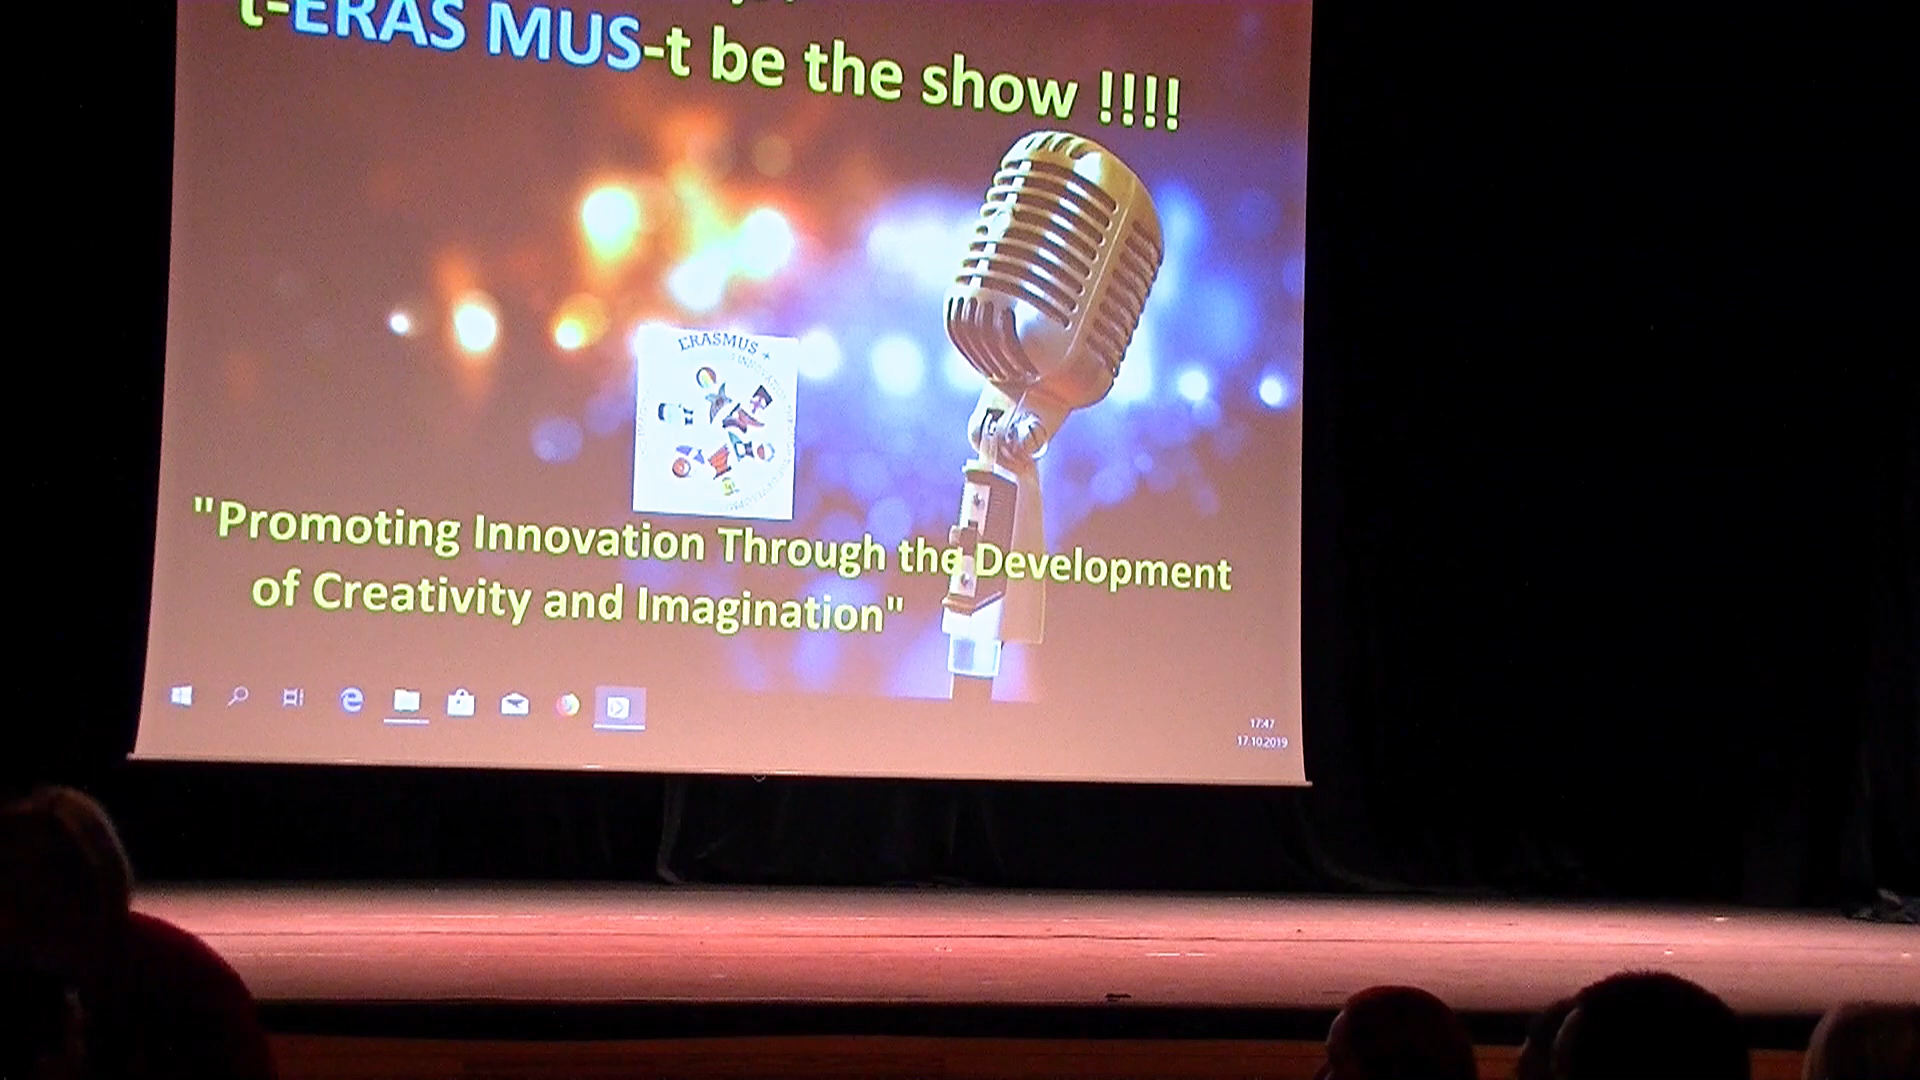 t-ERAS MUS-t be the show !!!!
ERASMUS +
"Promoting Innovation Through the Development
of Creativity and Imagination"
17:47
17.10.2019